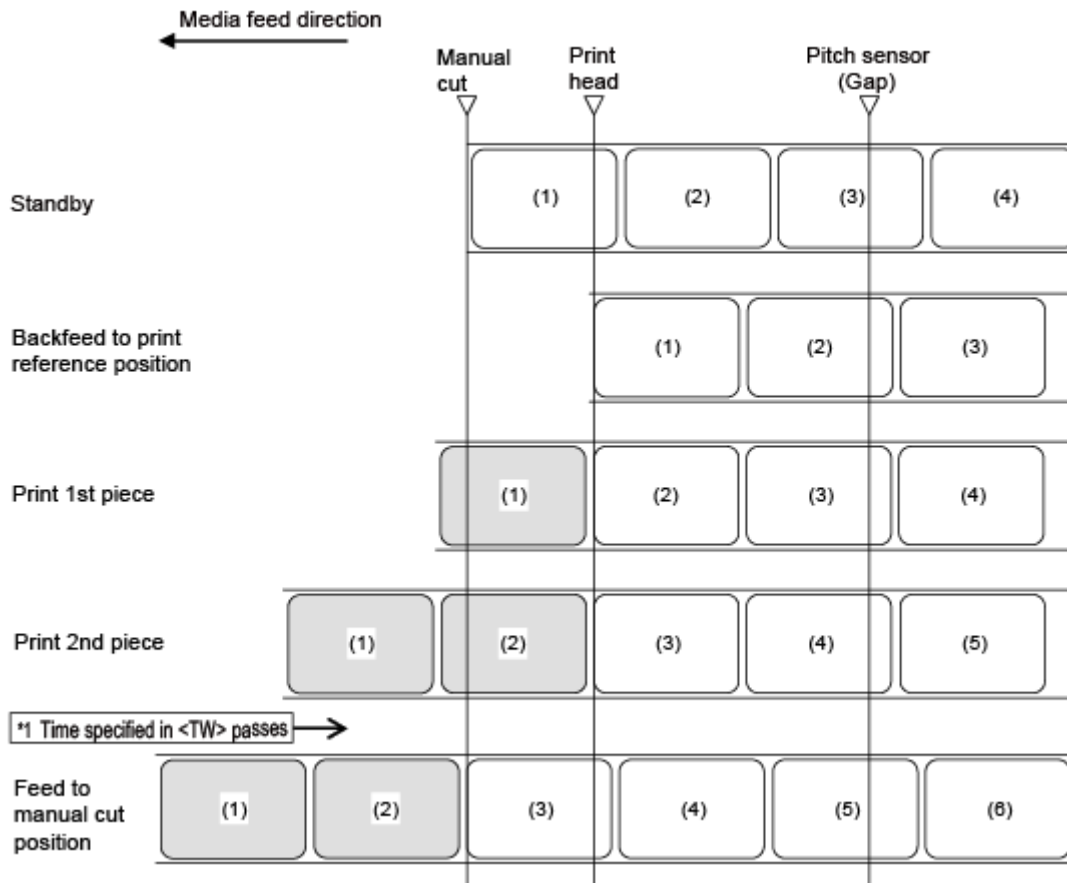 Media feed direction
Manual
cut
Print
head
Pitch sensor
(Gap)
Standby
(1)
(2)
(3)
(4)
Backfeed to print
reference position
(1)
(2)
(3)
Print 1st piece
(1)
(2)
(3)
(4)
Print 2nd piece
(1)
(2)
(3)
(4)
(5)
*1 Time specified in <TW> passes
Feed to
manual cut
position
(1)
(2)
(3)
(4)
(5)
(6)